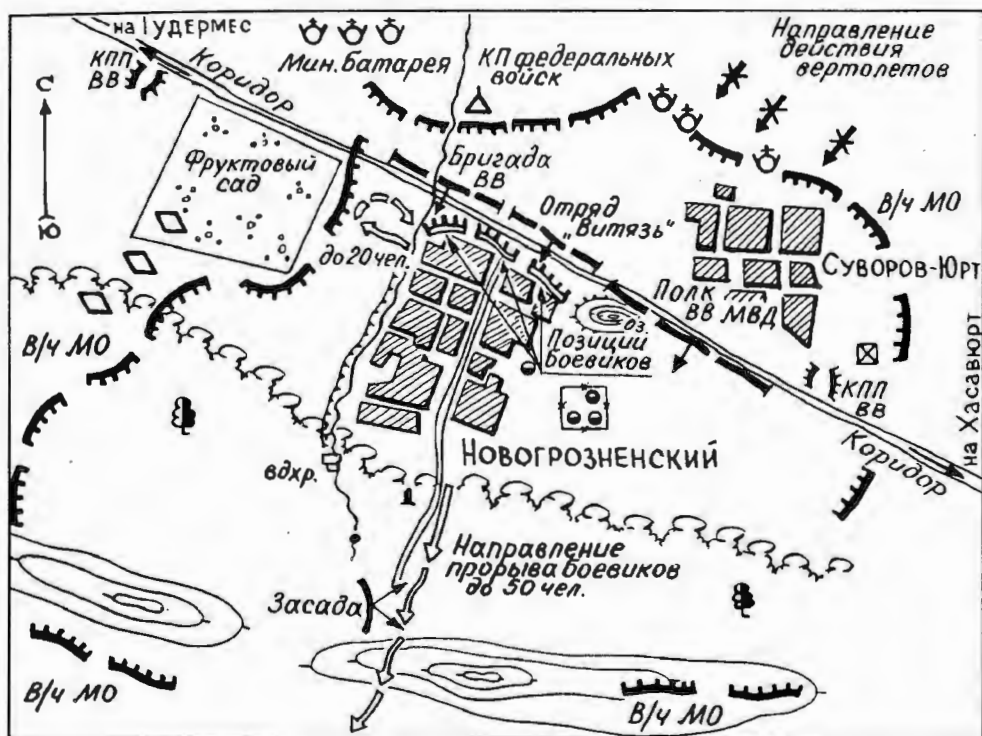 на ГУДЕРМЕС
КПП
ВВ
Коридор
Мин. батарея
КП федеральных
войск
Направление
действия
вертолетов
С
Ю
Фруктовый
сад
Бригада
ВВ
Отряд
„Витязь“
В/ч МО
СУВОРОВ-ЮРТ
до 20 чел.
Полк
ВВ МВД
оз.
Позиции
боевиков
В/ч МО
КПП
ВВ
на Хасавюрт
Коридор
НОВОГРОЗНЕНСКИЙ
вдхр.
Направление
прорыва боевиков
до 50 чел.
Засада
В/ч МО
В/ч МО